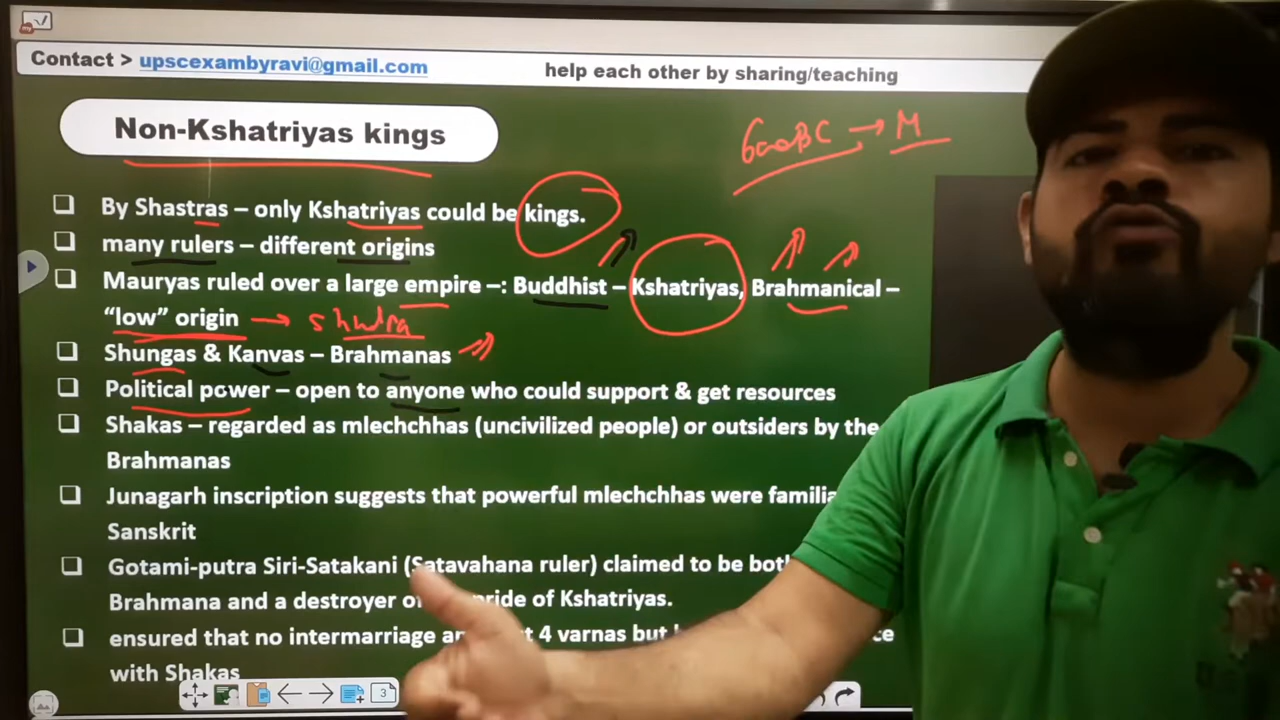 Contact > upscexambyravi@gmail.com
help each other by sharing/teaching
Non-Kshatriyas kings
600BC → M
❑ By Shastras – only Kshatriyas could be kings.
❑ many rulers – different origins
❑ Mauryas ruled over a large empire –: Buddhist – Kshatriyas, Brahmanical –
“low” origin → shudra
❑ Shungas & Kanvas – Brahmanas
❑ Political power – open to anyone who could support & get resources
❑ Shakas – regarded as mlechchhas (uncivilized people) or outsiders by the
Brahmanas
❑ Junagarh inscription suggests that powerful mlechchhas were
Sanskrit
❑ Gotami-putra Siri-Satakani (Satavahana ruler) claimed to be
Brahmana and a destroyer pride of Kshatriyas.
❑ ensured that no intermarriage 4 varnas
with Shakas
3